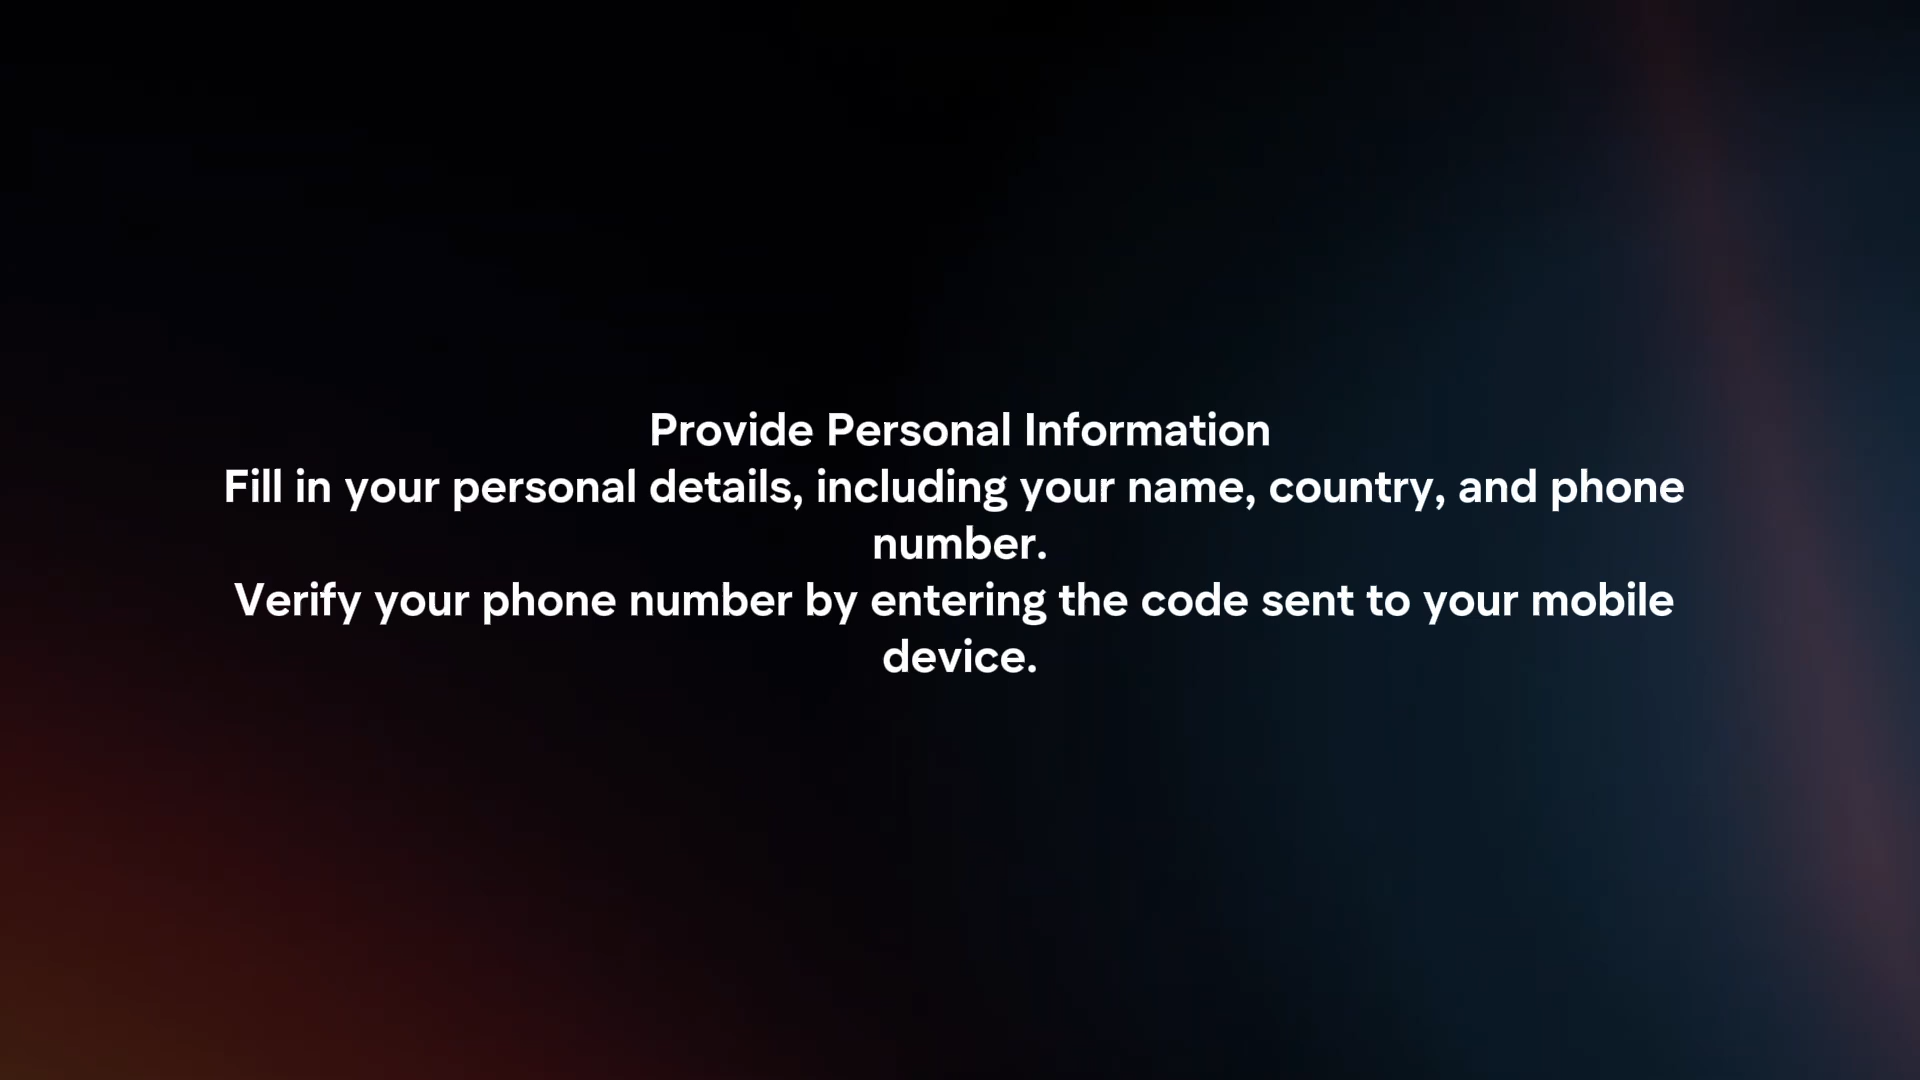 Provide Personal Information
Fill in your personal details, including your name, country, and phone
number.
Verify your phone number by entering the code sent to your mobile
device.